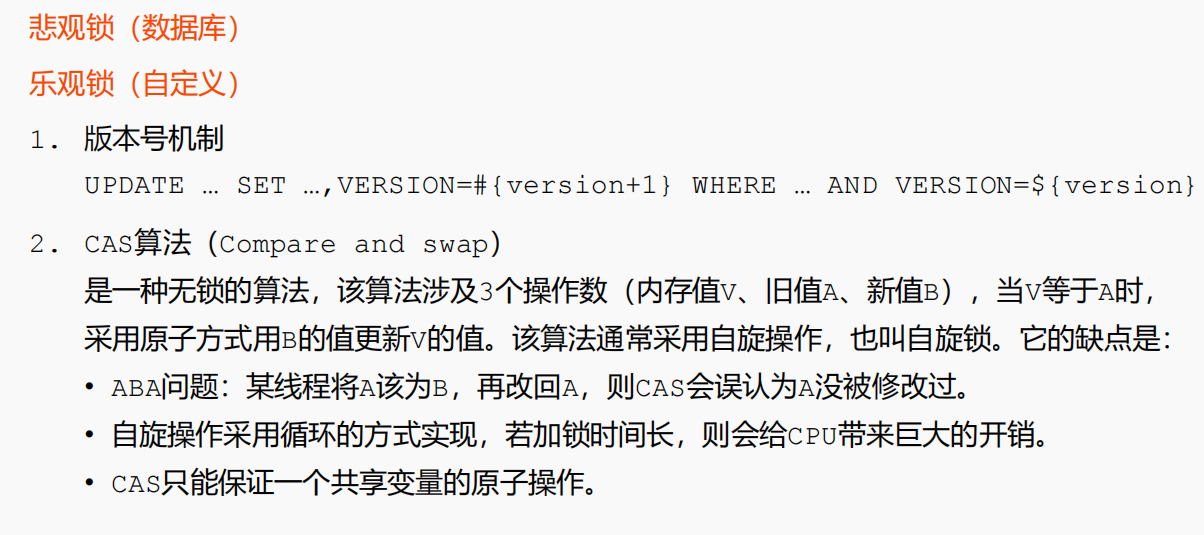 悲观锁（数据库）
乐观锁（自定义）
1. 版本号机制
UPDATE … SET …,VERSION=#{version+1} WHERE … AND VERSION=${version}
2. CAS算法（Compare and swap）
是一种无锁的算法，该算法涉及3个操作数（内存值V、旧值A、新值B），当V等于A时，
采用原子方式用B的值更新V的值。该算法通常采用自旋操作，也叫自旋锁。它的缺点是：
• ABA问题：某线程将A该为B，再改回A，则CAS会误认为A没被修改过。
• 自旋操作采用循环的方式实现，若加锁时间长，则会给CPU带来巨大的开销。
• CAS只能保证一个共享变量的原子操作。